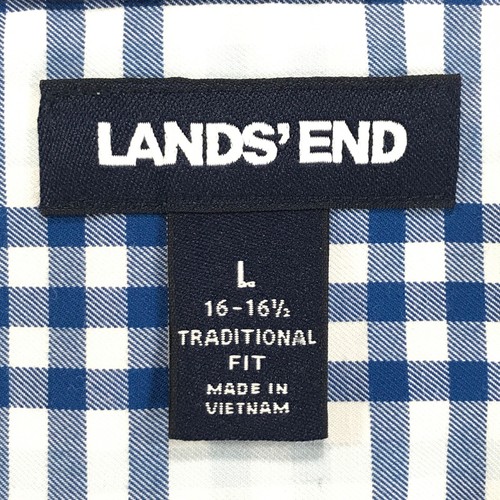 LANDS' END
L
16-16½
TRADITIONAL
FIT
MADE IN
VIETNAM